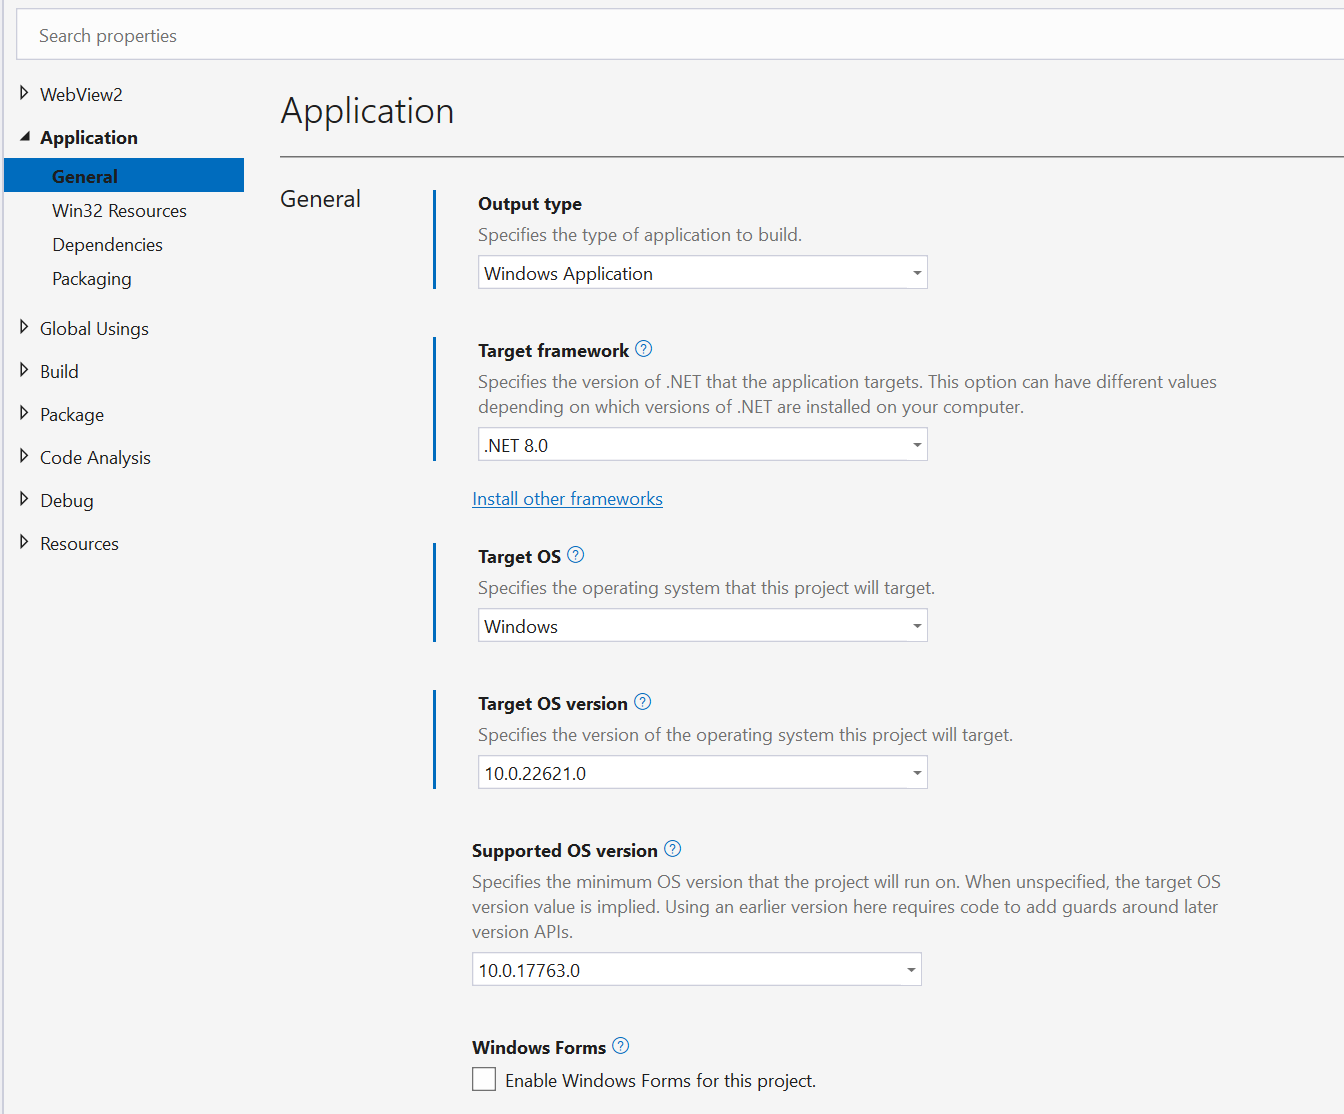 Search properties
WebView2
Application
General
Win32 Resources
Dependencies
Packaging
Global Usings
Build
Package
Code Analysis
Debug
Resources
Application
General
Output type
Specifies the type of application to build.
Windows Application
Target framework
Specifies the version of .NET that the application targets. This option can have different values
depending on which versions of .NET are installed on your computer.
.NET 8.0
Install other frameworks
Target OS
Specifies the operating system that this project will target.
Windows
Target OS version
Specifies the version of the operating system this project will target.
10.0.22621.0
Supported OS version
Specifies the minimum OS version that the project will run on. When unspecified, the target OS
version value is implied. Using an earlier version here requires code to add guards around later
version APIs.
10.0.17763.0
Windows Forms
Enable Windows Forms for this project.